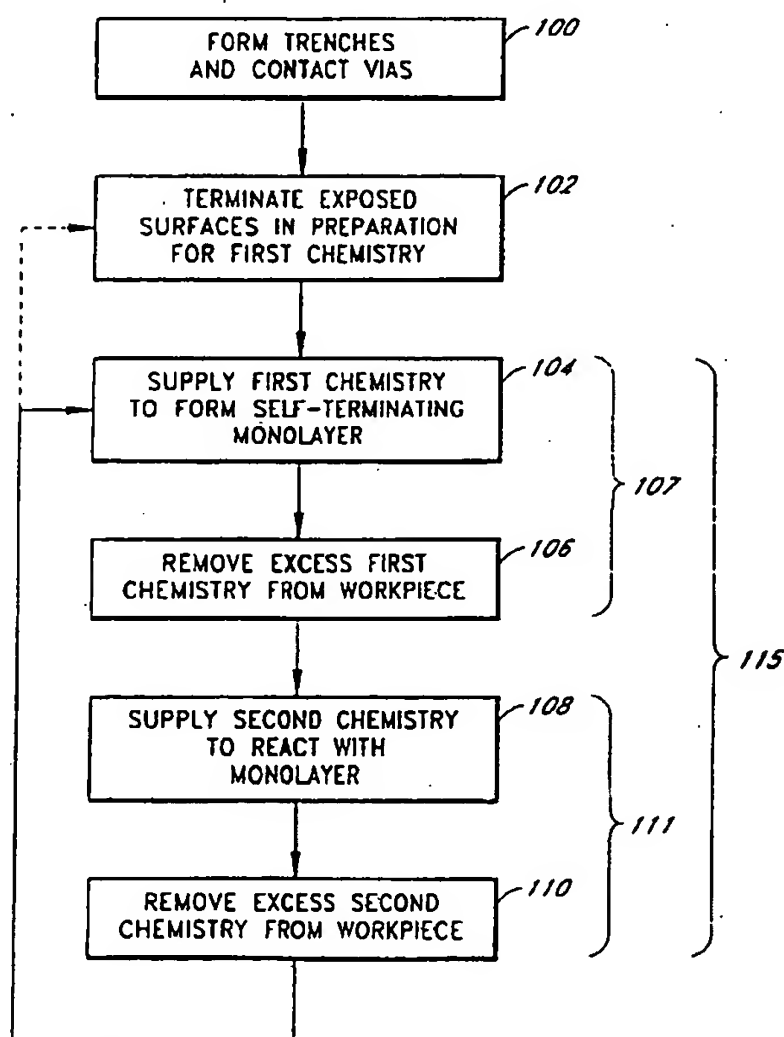 FORM TRENCHES
AND CONTACT VIAS
100
TERMINATE EXPOSED
SURFACES IN PREPARATION
FOR FIRST CHEMISTRY
102
SUPPLY FIRST CHEMISTRY
TO FORM SELF-TERMINATING
MONOLAYER
104
REMOVE EXCESS FIRST
CHEMISTRY FROM WORKPIECE
106
107
SUPPLY SECOND CHEMISTRY
TO REACT WITH
MONOLAYER
108
REMOVE EXCESS SECOND
CHEMISTRY FROM WORKPIECE
110
111
115